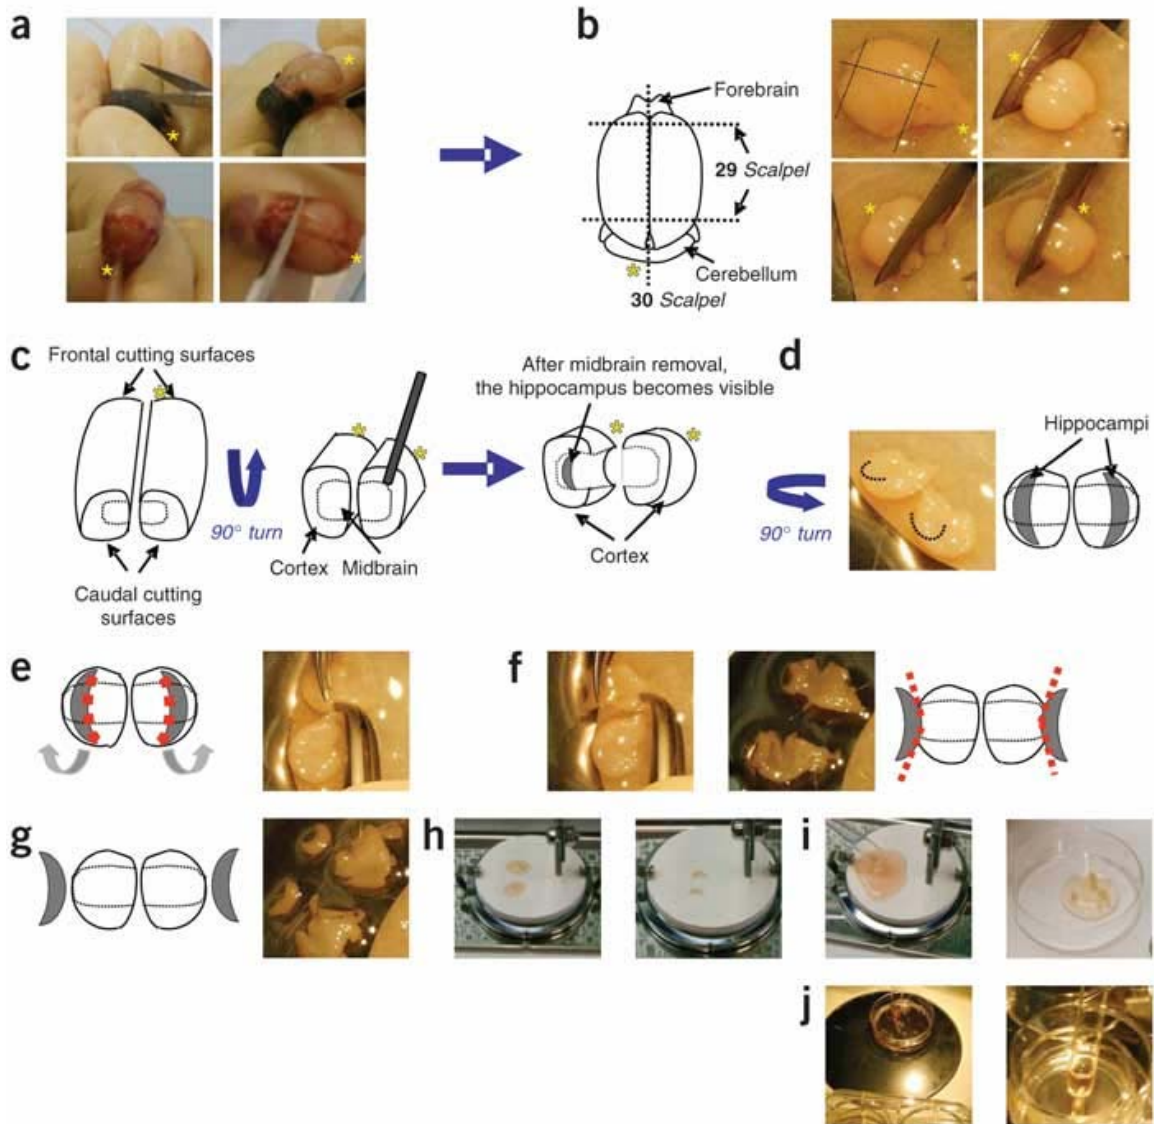 a
b
Forebrain
29 Scalpel
Cerebellum
30 Scalpel
c
Frontal cutting surfaces
90° turn
Caudal cutting
surfaces
Cortex
Midbrain
After midbrain removal,
the hippocampus becomes visible
Cortex
d
90° turn
Hippocampi
e
f
g
h
i
j